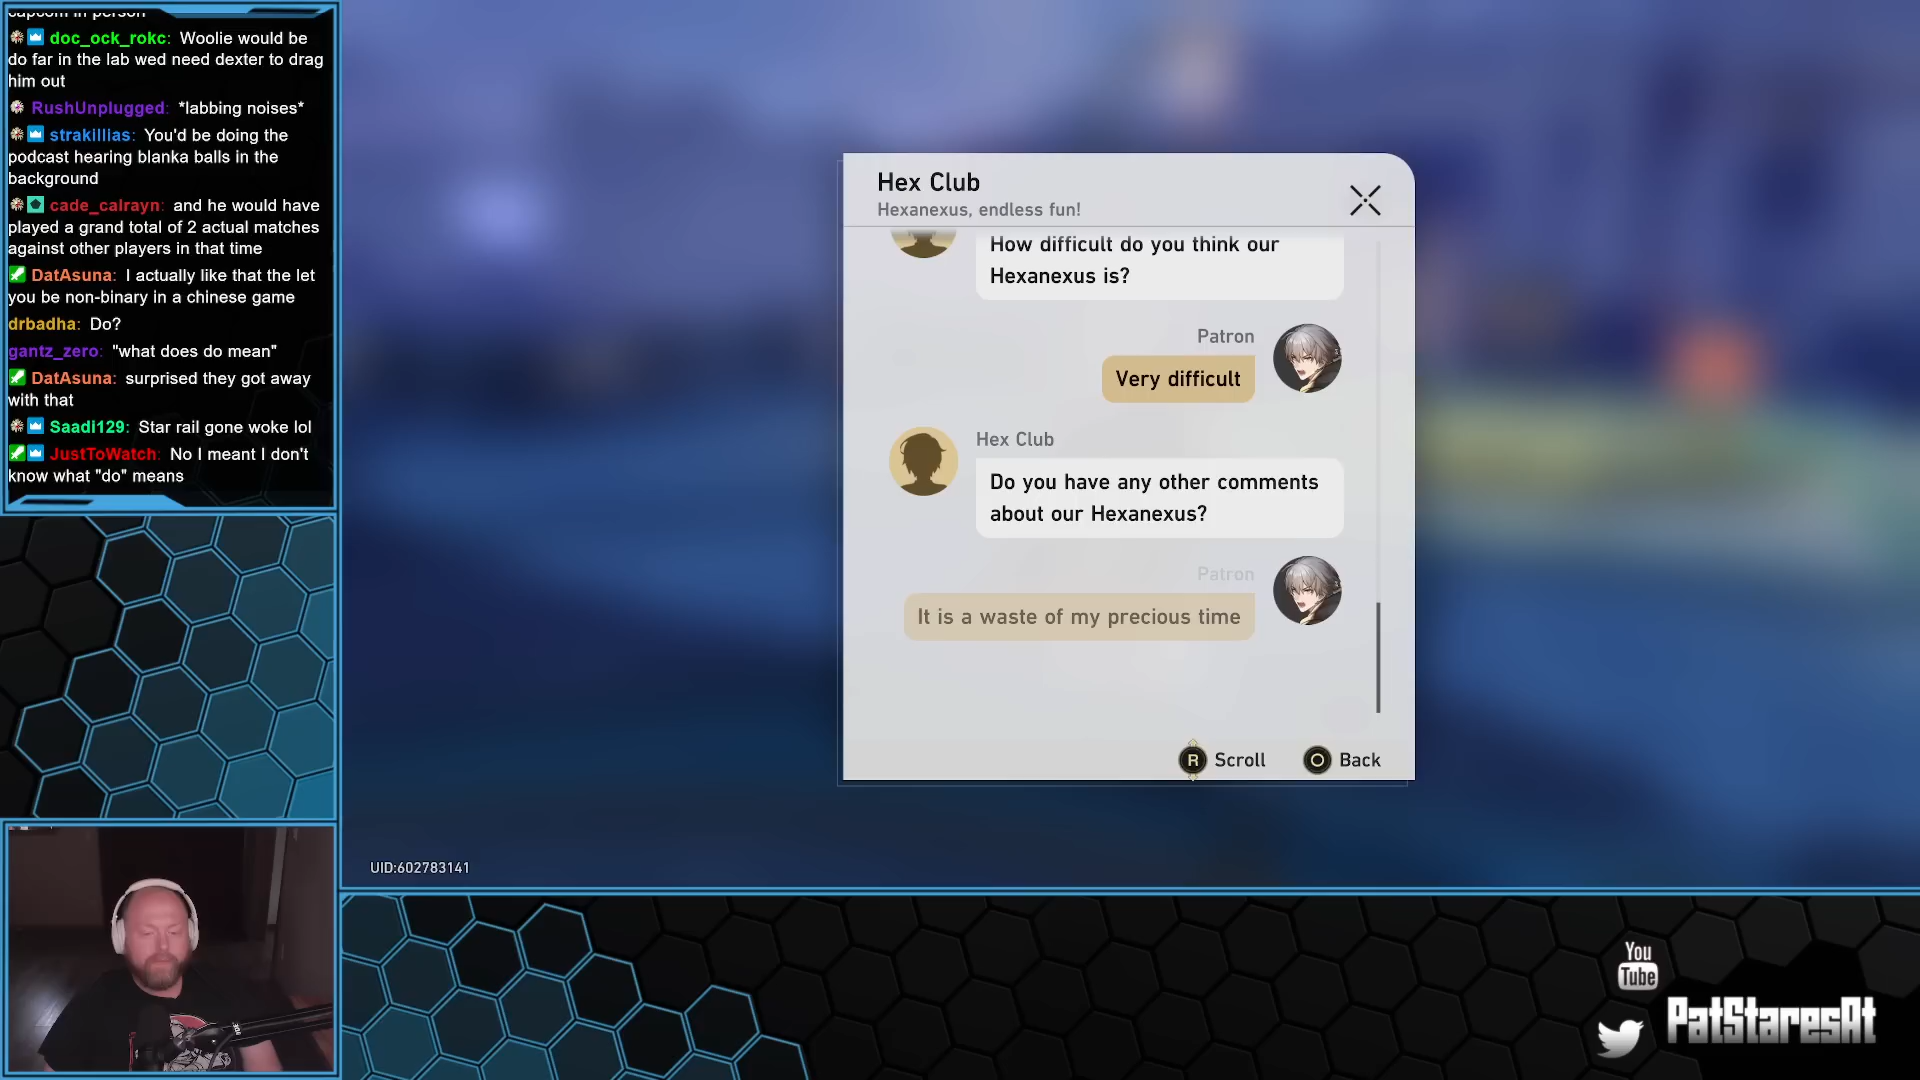 capcom in person
doc_ock_rokc: Woolie would be
do far in the lab wed need dexter to drag
him out
RushUnplugged: *labbing noises*
strakillias: You'd be doing the
podcast hearing blanka balls in the
background
cade_calrayn: and he would have
played a grand total of 2 actual matches
against other players in that time
DatAsuna: I actually like that the let
you be non-binary in a chinese game
drbadha: Do?
gantz_zero: "what does do mean"
DatAsuna: surprised they got away
with that
Saadi129: Star rail gone woke lol
JustToWatch: No I meant I don't
know what "do" means
Hex Club
Hexanexus, endless fun!
How difficult do you think our
Hexanexus is?
Patron
Very difficult
Hex Club
Do you have any other comments
about our Hexanexus?
Patron
It is a waste of my precious time
R Scroll
Back
UID:602783141
You
Tube
PatStaresAt